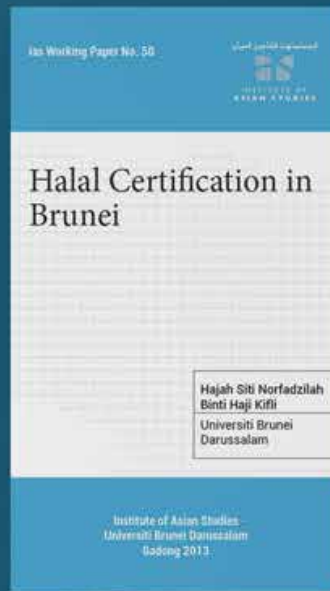 ias Working Paper No. 50
INSTITUTE OF
ASIAN STUDIES
Halal Certification in
Brunei
Hajah Siti Norfadzilah
Binti Haji Kifli
Universiti Brunei
Darussalam
Institute of Asian Studies
Universiti Brunei Darussalam
Gadong 2013